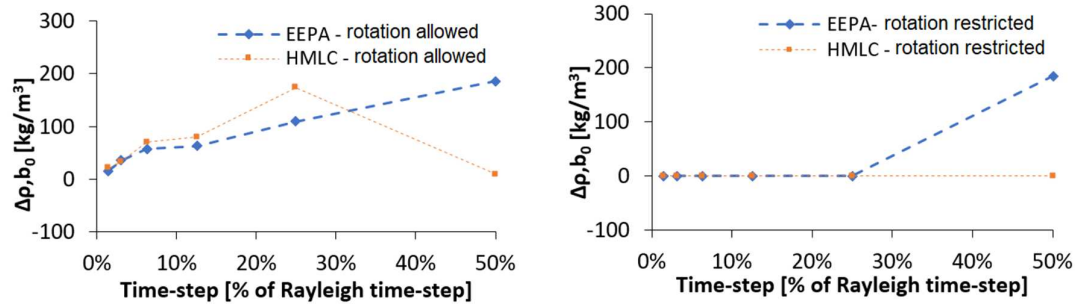 300
200
100
0
-100
Δρ,b₀ [kg/m³]
EEPA - rotation allowed
HMLC - rotation allowed
0% 10% 20% 30% 40% 50%
Time-step [% of Rayleigh time-step]
300
200
100
0
-100
Δρ,b₀ [kg/m³]
EEPA- rotation restricted
HMLC - rotation restricted
0% 10% 20% 30% 40% 50%
Time-step [% of Rayleigh time-step]